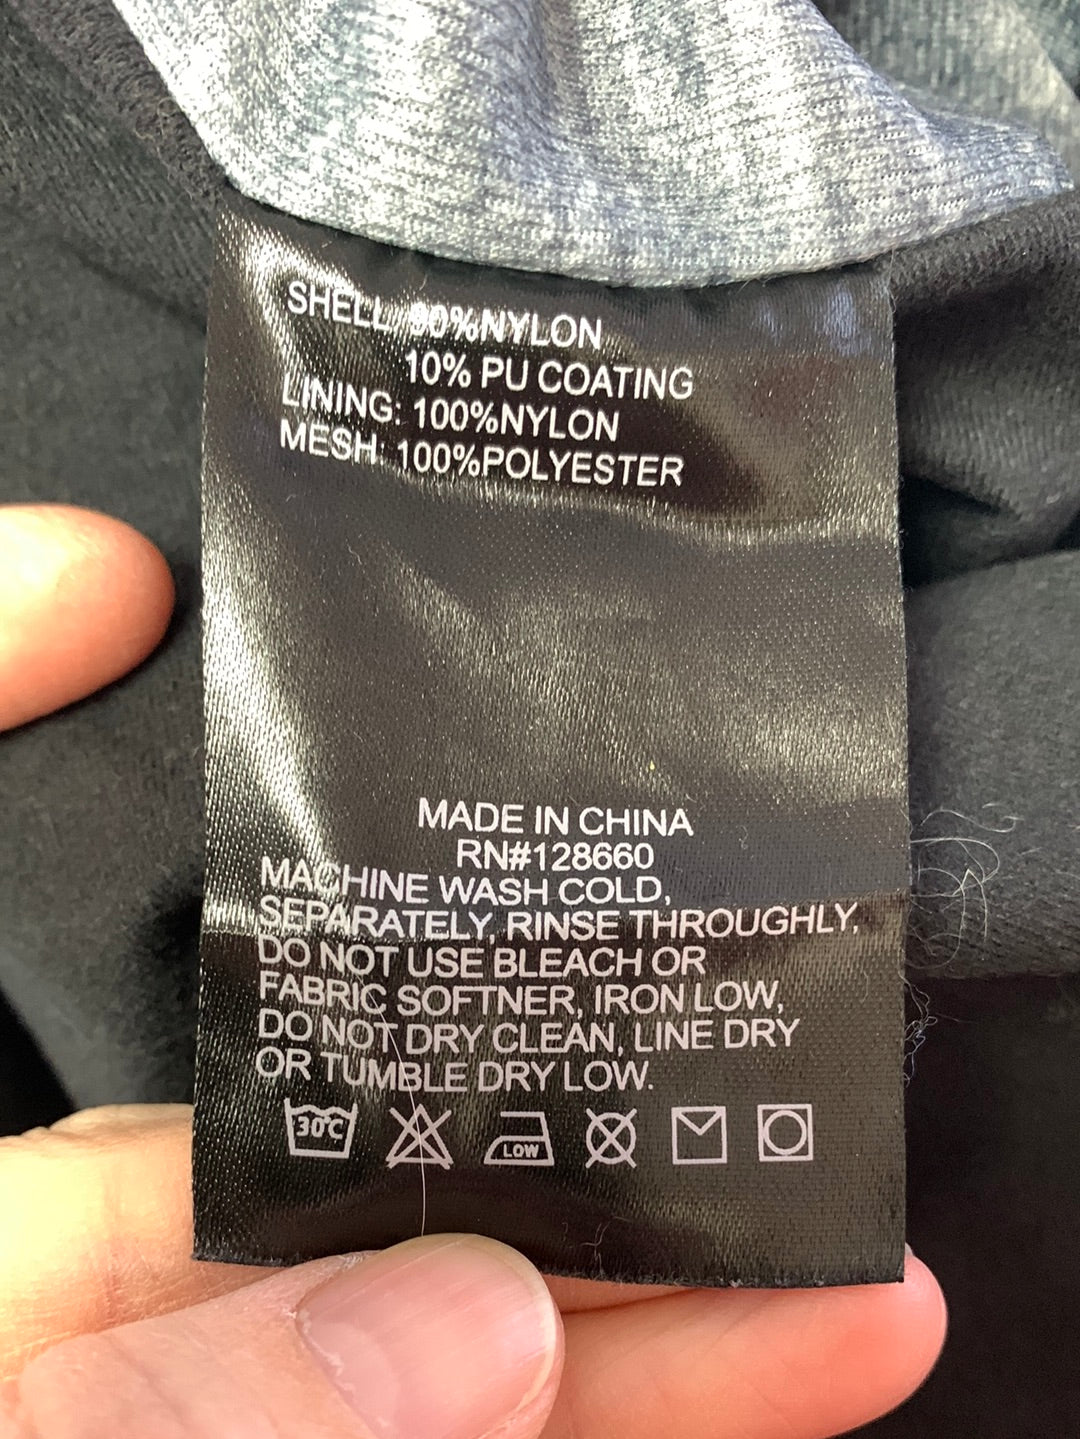 SHELL: 90%NYLON
10% PU COATING
LINING: 100%NYLON
MESH: 100%POLYESTER
MADE IN CHINA
RN#128660
MACHINE WASH COLD,
SEPARATELY, RINSE THROUGHLY,
DO NOT USE BLEACH OR
FABRIC SOFTNER, IRON LOW,
DO NOT DRY CLEAN, LINE DRY
OR TUMBLE DRY LOW.
30°C LOW